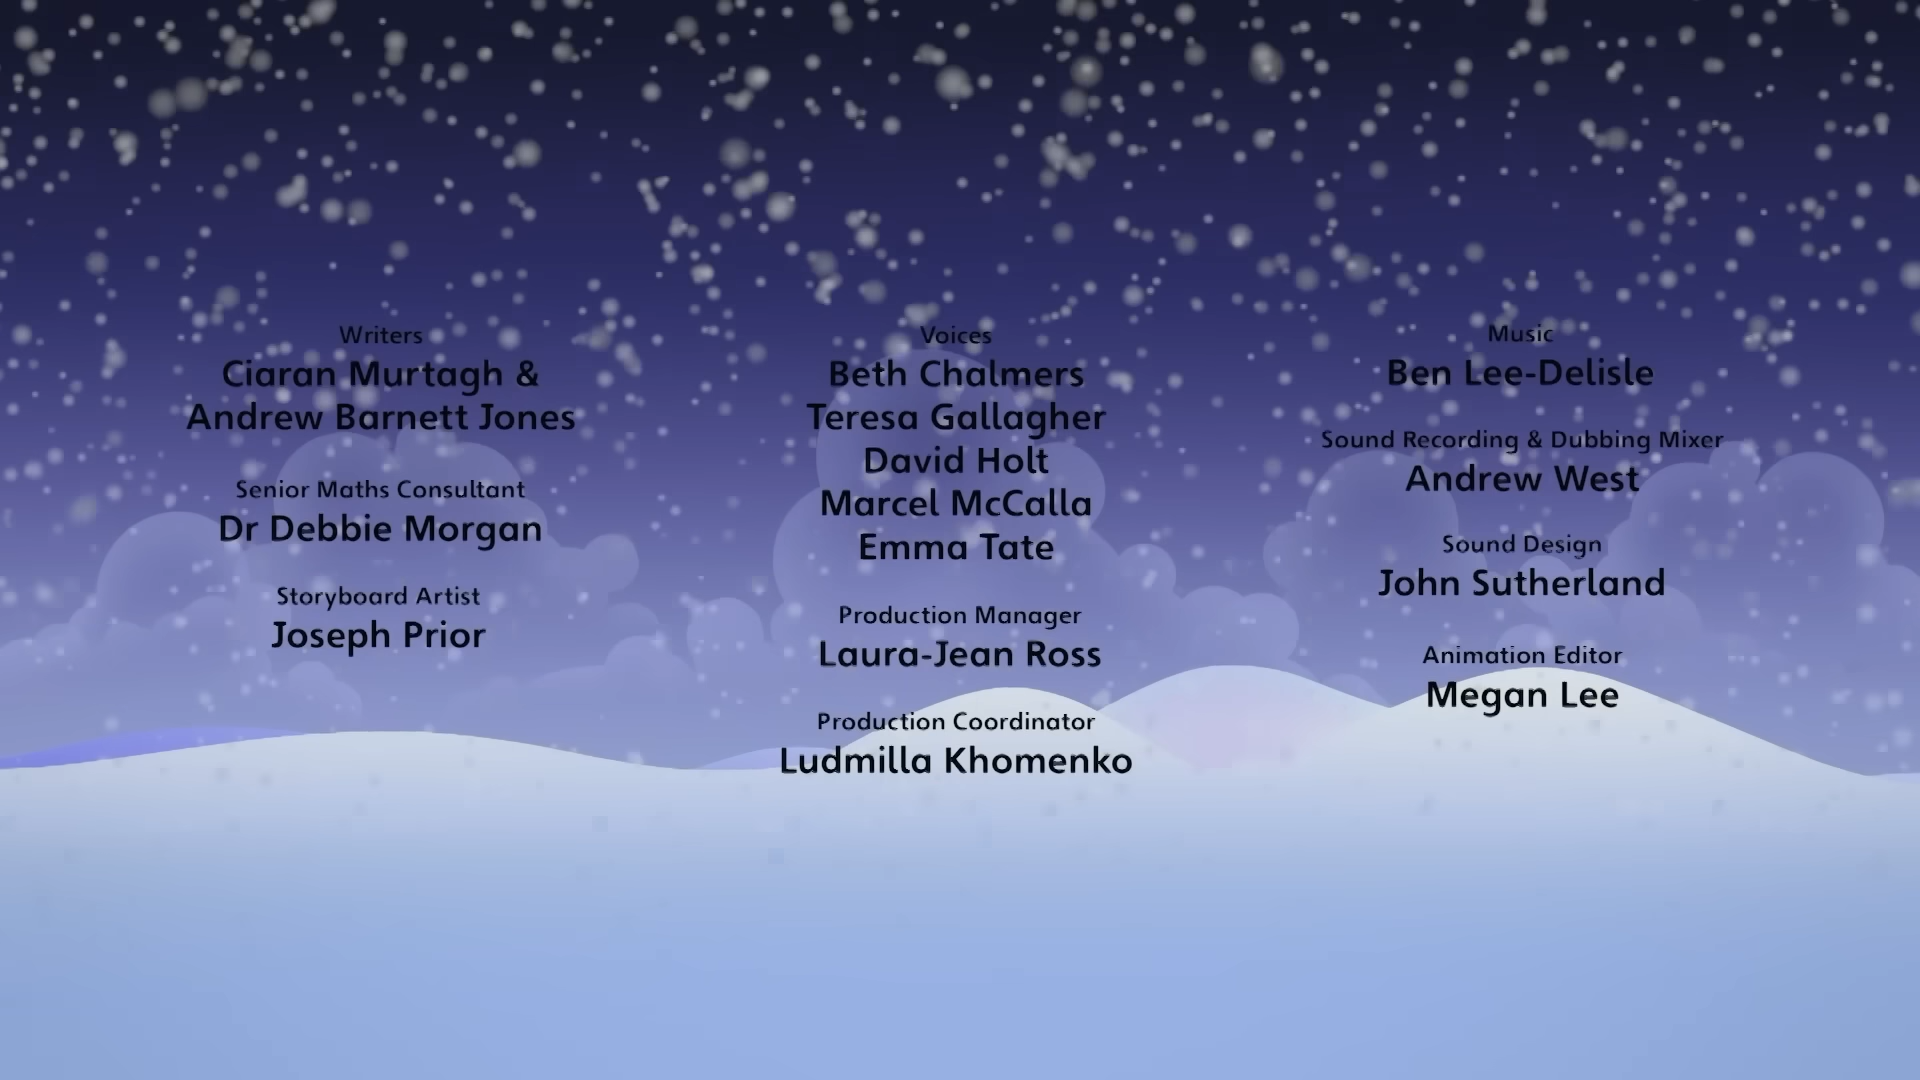 Writers
Ciaran Murtagh &
Andrew Barnett Jones
Senior Maths Consultant
Dr Debbie Morgan
Storyboard Artist
Joseph Prior
Voices
Beth Chalmers
Teresa Gallagher
David Holt
Marcel McCalla
Emma Tate
Production Manager
Laura-Jean Ross
Production Coordinator
Ludmilla Khomenko
Music
Ben Lee-Delisle
Sound Recording & Dubbing Mixer
Andrew West
Sound Design
John Sutherland
Animation Editor
Megan Lee